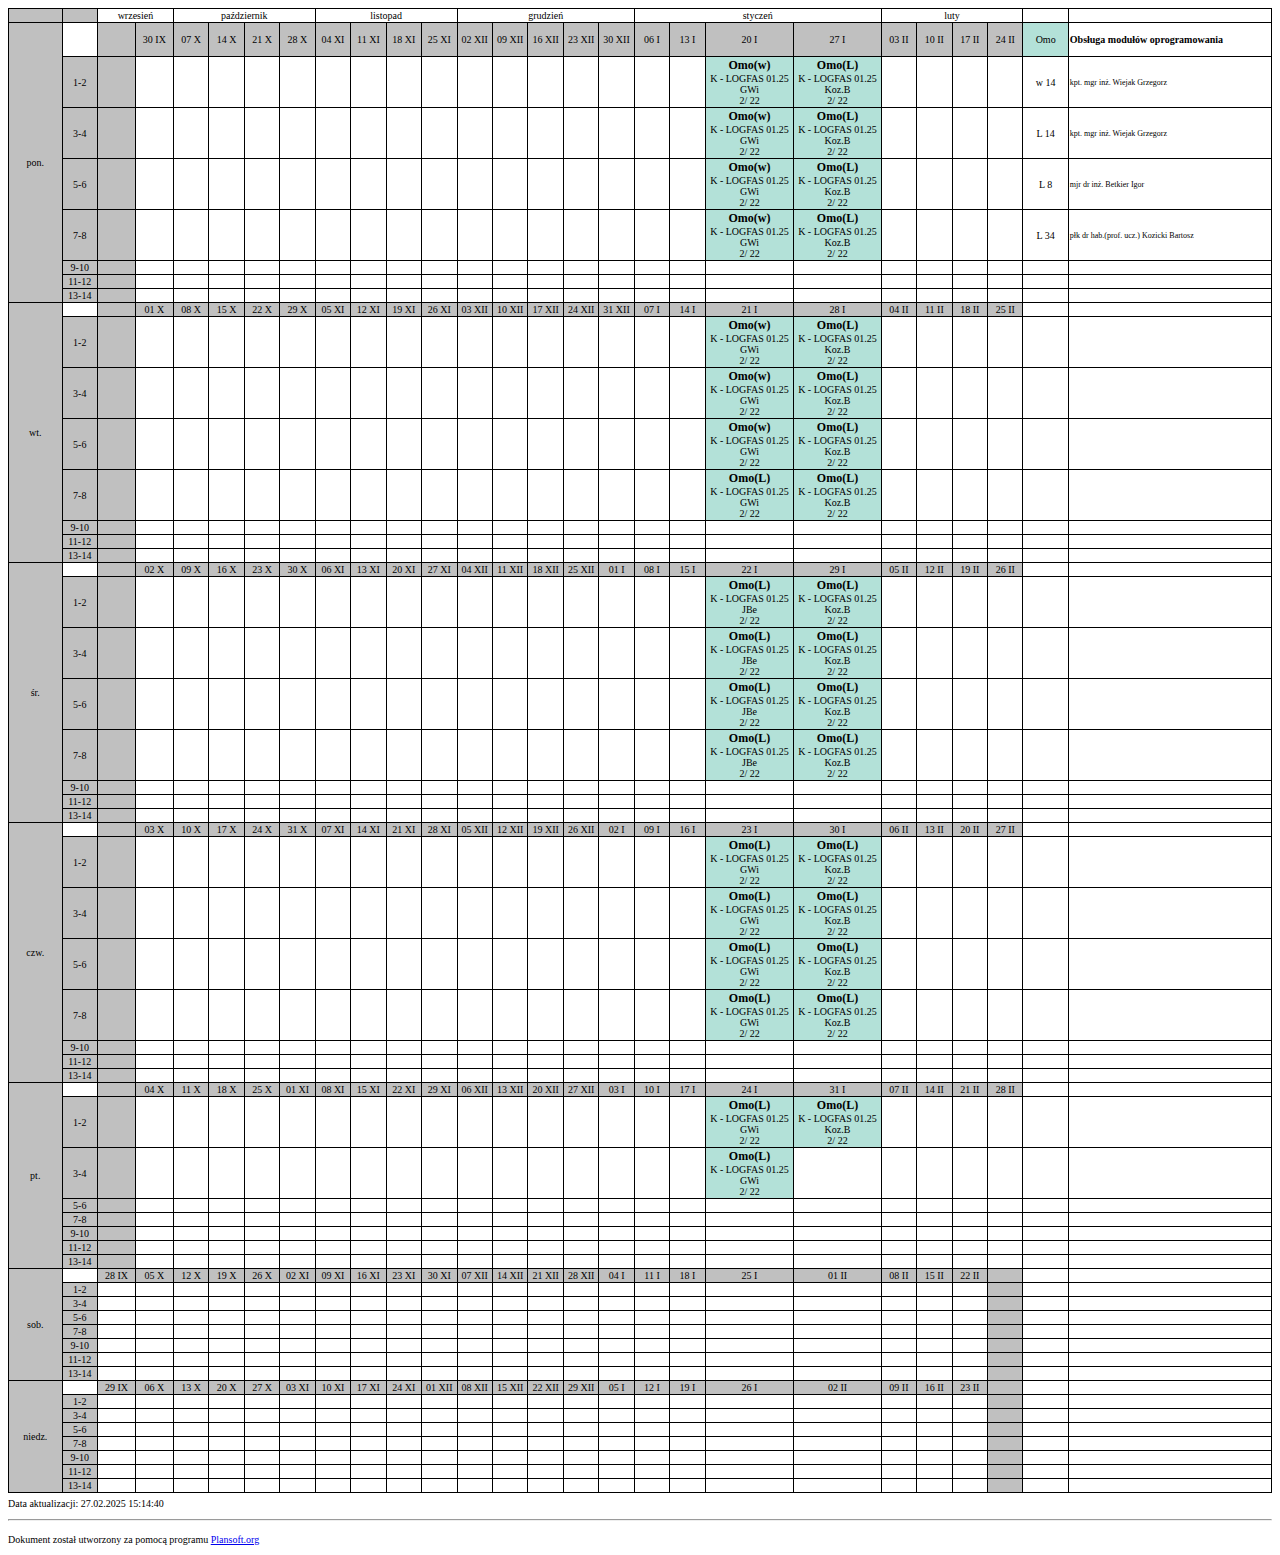 wrzesień październik listopad grudzień styczeń luty
30 IX 07 X 14 X 21 X 28 X 04 XI 11 XI 18 XI 25 XI 02 XII 09 XII 16 XII 23 XII 30 XII 06 I 13 I 20 I 27 I 03 II 10 II 17 II 24 II Omo Obsługa modułów oprogramowania
pon.
1-2 Omo(w) Omo(L) w 14 kpt. mgr inż. Wiejak Grzegorz
K - LOGFAS 01.25 K - LOGFAS 01.25
GWi Koz.B
2/ 22 2/ 22
3-4 Omo(w) Omo(L) L 14 kpt. mgr inż. Wiejak Grzegorz
K - LOGFAS 01.25 K - LOGFAS 01.25
GWi Koz.B
2/ 22 2/ 22
5-6 Omo(w) Omo(L) L 8 mjr dr inż. Betkier Igor
K - LOGFAS 01.25 K - LOGFAS 01.25
GWi Koz.B
2/ 22 2/ 22
7-8 Omo(w) Omo(L) L 34 płk dr hab.(prof. ucz.) Kozicki Bartosz
K - LOGFAS 01.25 K - LOGFAS 01.25
GWi Koz.B
2/ 22 2/ 22
9-10
11-12
13-14
01 X 08 X 15 X 22 X 29 X 05 XI 12 XI 19 XI 26 XI 03 XII 10 XII 17 XII 24 XII 31 XII 07 I 14 I 21 I 28 I 04 II 11 II 18 II 25 II
wt.
1-2 Omo(w) Omo(L)
K - LOGFAS 01.25 K - LOGFAS 01.25
GWi Koz.B
2/ 22 2/ 22
3-4 Omo(w) Omo(L)
K - LOGFAS 01.25 K - LOGFAS 01.25
GWi Koz.B
2/ 22 2/ 22
5-6 Omo(w) Omo(L)
K - LOGFAS 01.25 K - LOGFAS 01.25
GWi Koz.B
2/ 22 2/ 22
7-8 Omo(L) Omo(L)
K - LOGFAS 01.25 K - LOGFAS 01.25
GWi Koz.B
2/ 22 2/ 22
9-10
11-12
13-14
02 X 09 X 16 X 23 X 30 X 06 XI 13 XI 20 XI 27 XI 04 XII 11 XII 18 XII 25 XII 01 I 08 I 15 I 22 I 29 I 05 II 12 II 19 II 26 II
śr.
1-2 Omo(L) Omo(L)
K - LOGFAS 01.25 K - LOGFAS 01.25
JBe Koz.B
2/ 22 2/ 22
3-4 Omo(L) Omo(L)
K - LOGFAS 01.25 K - LOGFAS 01.25
JBe Koz.B
2/ 22 2/ 22
5-6 Omo(L) Omo(L)
K - LOGFAS 01.25 K - LOGFAS 01.25
JBe Koz.B
2/ 22 2/ 22
7-8 Omo(L) Omo(L)
K - LOGFAS 01.25 K - LOGFAS 01.25
JBe Koz.B
2/ 22 2/ 22
9-10
11-12
13-14
03 X 10 X 17 X 24 X 31 X 07 XI 14 XI 21 XI 28 XI 05 XII 12 XII 19 XII 26 XII 02 I 09 I 16 I 23 I 30 I 06 II 13 II 20 II 27 II
czw.
1-2 Omo(L) Omo(L)
K - LOGFAS 01.25 K - LOGFAS 01.25
GWi Koz.B
2/ 22 2/ 22
3-4 Omo(L) Omo(L)
K - LOGFAS 01.25 K - LOGFAS 01.25
GWi Koz.B
2/ 22 2/ 22
5-6 Omo(L) Omo(L)
K - LOGFAS 01.25 K - LOGFAS 01.25
GWi Koz.B
2/ 22 2/ 22
7-8 Omo(L) Omo(L)
K - LOGFAS 01.25 K - LOGFAS 01.25
GWi Koz.B
2/ 22 2/ 22
9-10
11-12
13-14
04 X 11 X 18 X 25 X 01 XI 08 XI 15 XI 22 XI 29 XI 06 XII 13 XII 20 XII 27 XII 03 I 10 I 17 I 24 I 31 I 07 II 14 II 21 II 28 II
pt.
1-2 Omo(L) Omo(L)
K - LOGFAS 01.25 K - LOGFAS 01.25
GWi Koz.B
2/ 22 2/ 22
3-4 Omo(L)
K - LOGFAS 01.25
GWi
2/ 22
5-6
7-8
9-10
11-12
13-14
28 IX 05 X 12 X 19 X 26 X 02 XI 09 XI 16 XI 23 XI 30 XI 07 XII 14 XII 21 XII 28 XII 04 I 11 I 18 I 25 I 01 II 08 II 15 II 22 II
sob.
1-2
3-4
5-6
7-8
9-10
11-12
13-14
29 IX 06 X 13 X 20 X 27 X 03 XI 10 XI 17 XI 24 XI 01 XII 08 XII 15 XII 22 XII 29 XII 05 I 12 I 19 I 26 I 02 II 09 II 16 II 23 II
niedz.
1-2
3-4
5-6
7-8
9-10
11-12
13-14
Data aktualizacji: 27.02.2025 15:14:40
Dokument został utworzony za pomocą programu Plansoft.org